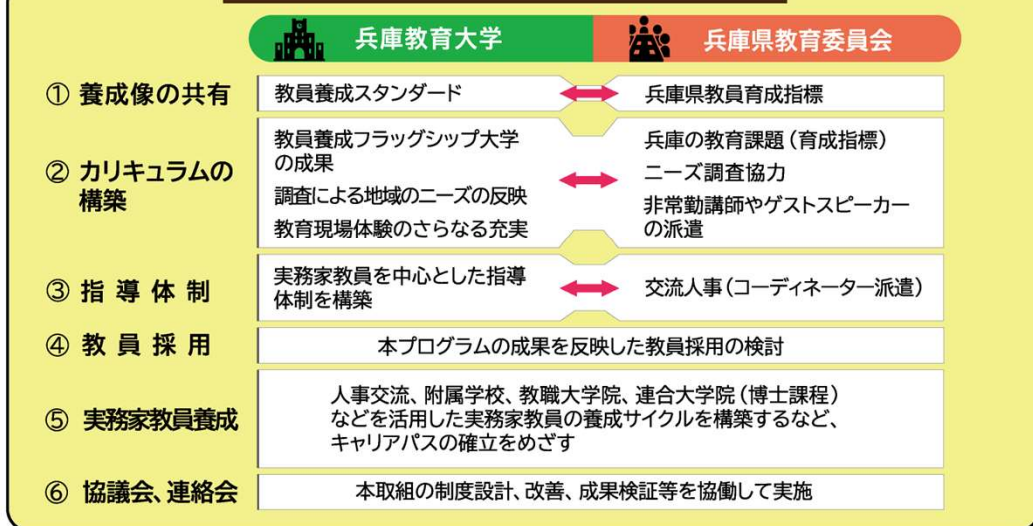 兵庫教育大学
兵庫県教育委員会
① 養成像の共有
教員養成スタンダード
兵庫県教員育成指標
② カリキュラムの
構築
教員養成フラッグシップ大学
の成果
調査による地域のニーズの反映
教育現場体験のさらなる充実
兵庫の教育課題(育成指標)
ニーズ調査協力
非常勤講師やゲストスピーカー
の派遣
③ 指導体制
実務家教員を中心とした指導
体制を構築
交流人事(コーディネーター派遣)
④ 教員採用
本プログラムの成果を反映した教員採用の検討
⑤ 実務家教員養成
人事交流、附属学校、教職大学院、連合大学院(博士課程)
などを活用した実務家教員の養成サイクルを構築するなど、
キャリアパスの確立をめざす
⑥ 協議会、連絡会
本取組の制度設計、改善、成果検証等を協働して実施